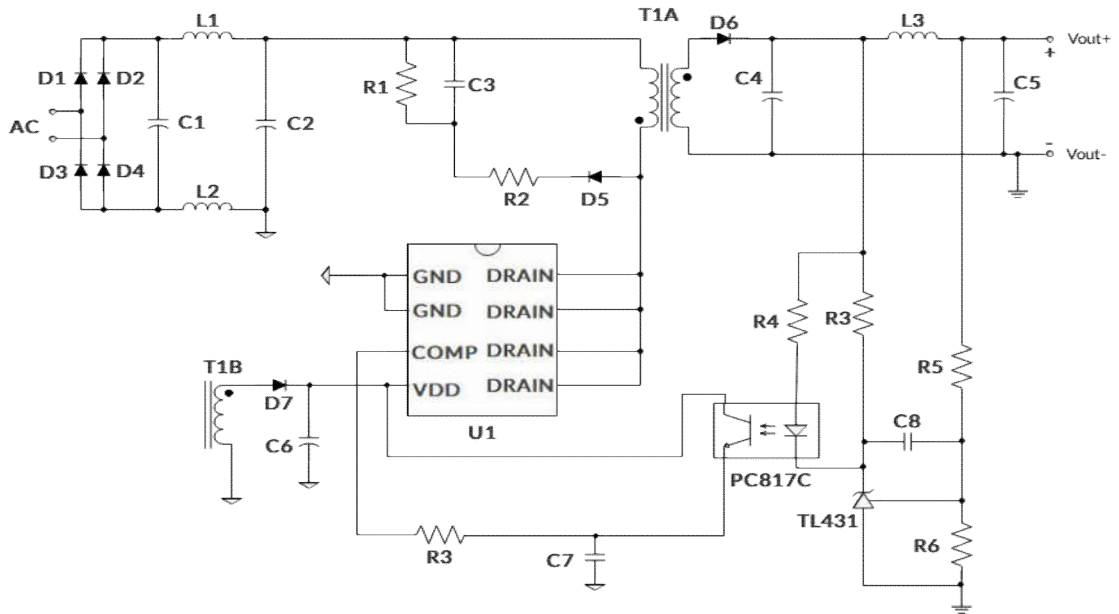 T1A
L1
D6
L3
Vout+
+
D1
D2
R1
C3
C4
C5
AC
C1
C2
-
Vout-
D3
D4
L2
R2
D5
GND
DRAIN
GND
DRAIN
COMP
DRAIN
VDD
DRAIN
U1
R4
R3
R5
T1B
D7
C6
C8
PC817C
TL431
R3
C7
R6